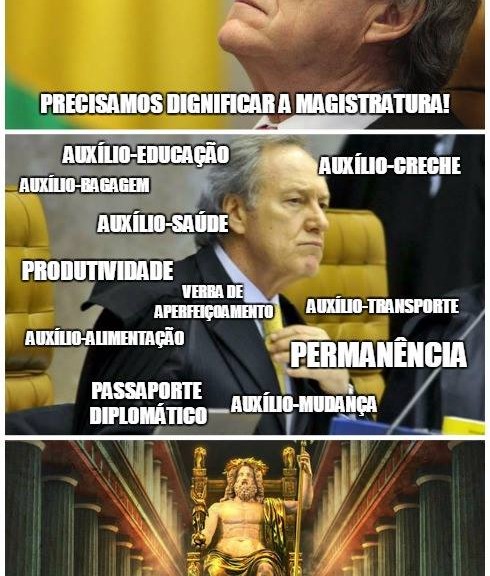 PRECISAMOS DIGNIFICAR A MAGISTRATURA!
AUXÍLIO-EDUCAÇÃO
AUXÍLIO-CRECHE
AUXÍLIO-BAGAGEM
AUXÍLIO-SAÚDE
PRODUTIVIDADE
VERBA DE
APERFEIÇOAMENTO
AUXÍLIO-TRANSPORTE
AUXÍLIO-ALIMENTAÇÃO
PERMANÊNCIA
PASSAPORTE
DIPLOMÁTICO
AUXÍLIO-MUDANÇA